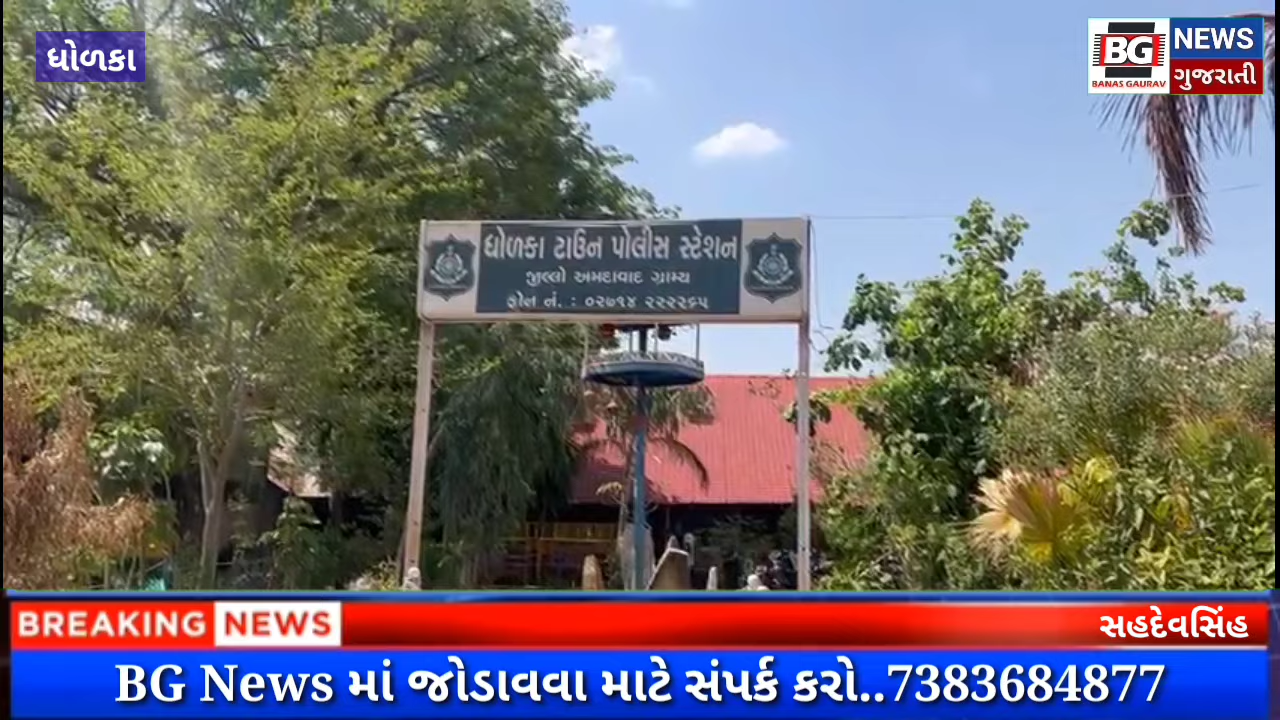 ધોળકા
BG
BANAS GAURAV
NEWS
ગુજરાતી
ધોળકા ટાઉન પોલીસ સ્ટેશન
જીલ્લો અમદાવાદ ગ્રામ્ય
ફોન નં. : ૦૨૭૧૪ ૨૨૨૨૬૫
BREAKING NEWS
સહદેવસિંહ
BG News માં જોડાવવા માટે સંપર્ક કરો..7383684877